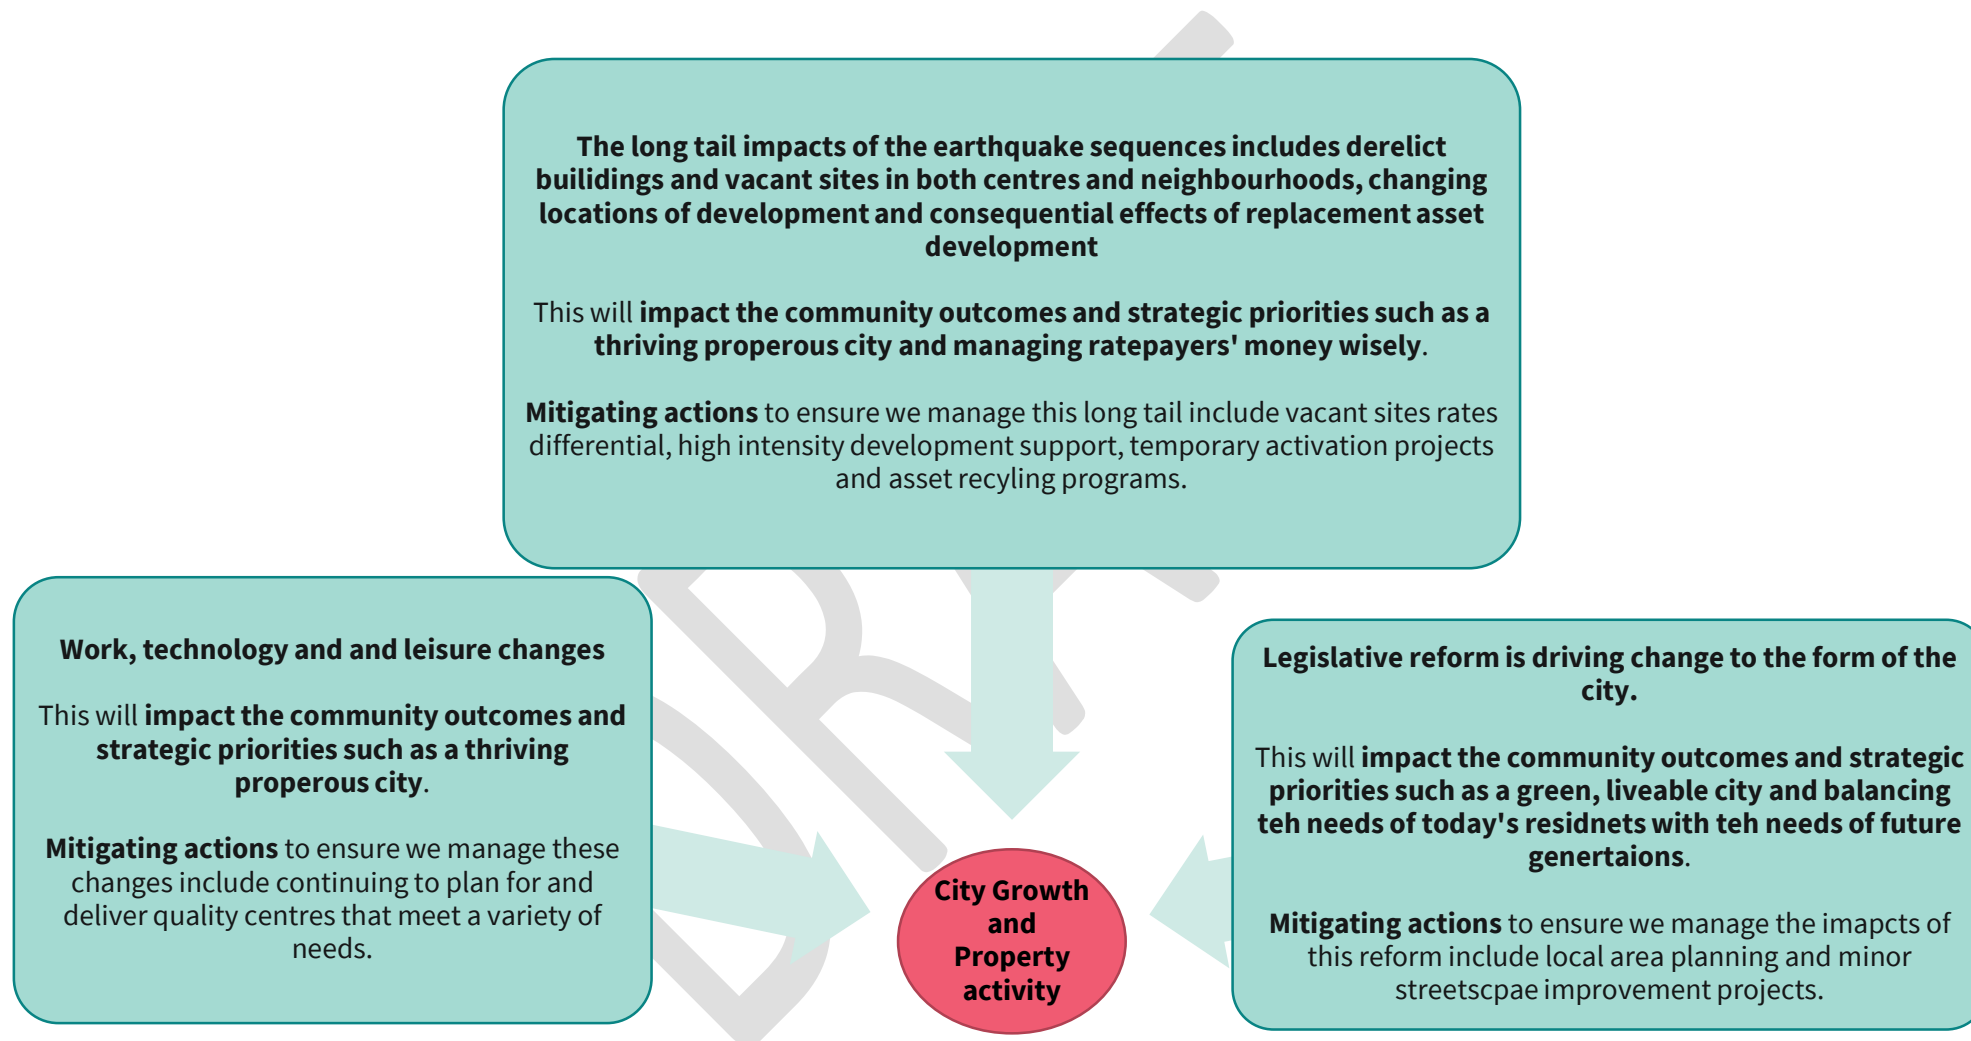 The long tail impacts of the earthquake sequences includes derelict
builidings and vacant sites in both centres and neighbourhoods, changing
locations of development and consequential effects of replacement asset
development
This will impact the community outcomes and strategic priorities such as a
thriving properous city and managing ratepayers' money wisely.
Mitigating actions to ensure we manage this long tail include vacant sites rates
differential, high intensity development support, temporary activation projects
and asset recyling programs.
Work, technology and and leisure changes
This will impact the community outcomes and
strategic priorities such as a thriving
properous city.
Mitigating actions to ensure we manage these
changes include continuing to plan for and
deliver quality centres that meet a variety of
needs.
City Growth
and
Property
activity
Legislative reform is driving change to the form of the
city.
This will impact the community outcomes and strategic
priorities such as a green, liveable city and balancing
teh needs of today's residnets with teh needs of future
genertaions.
Mitigating actions to ensure we manage the imapcts of
this reform include local area planning and minor
streetscpae improvement projects.